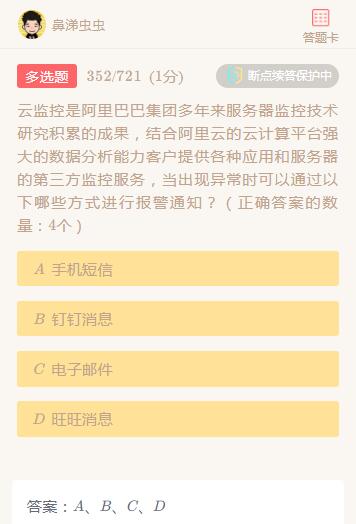 鼻涕虫虫
答题卡
多选题 352/721 (1分) 断点续答保护中
云监控是阿里巴巴集团多年来服务器监控技术
研究积累的成果，结合阿里云的云计算平台强
大的数据分析能力客户提供各种应用和服务器
的第三方监控服务，当出现异常时可以通过以
下哪些方式进行报警通知？（正确答案的数
量：4个）
A 手机短信
B 钉钉消息
C 电子邮件
D 旺旺消息
答案：A、B、C、D